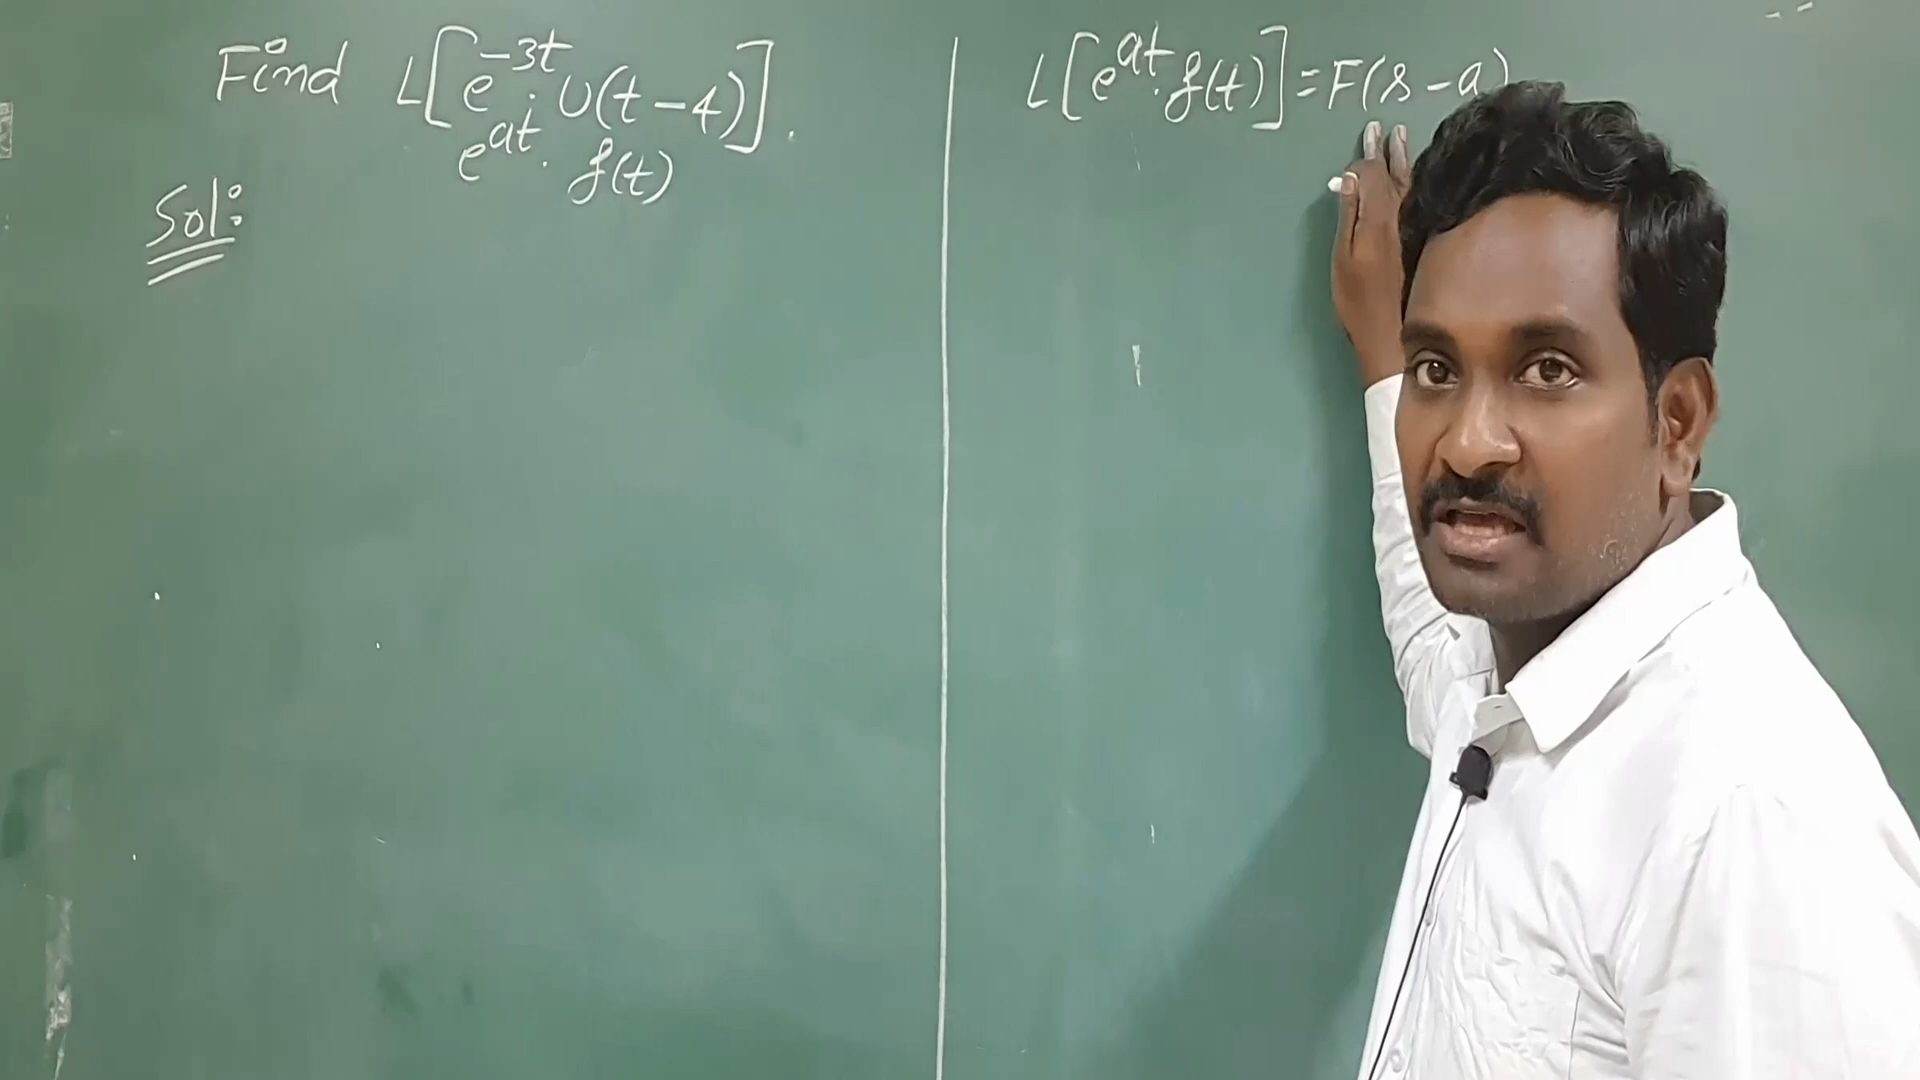 Find L[e^{-3t} . U(t-4)].
e^{at} . f(t)
Sol:
L[e^{at} . f(t)] = F(s-a)